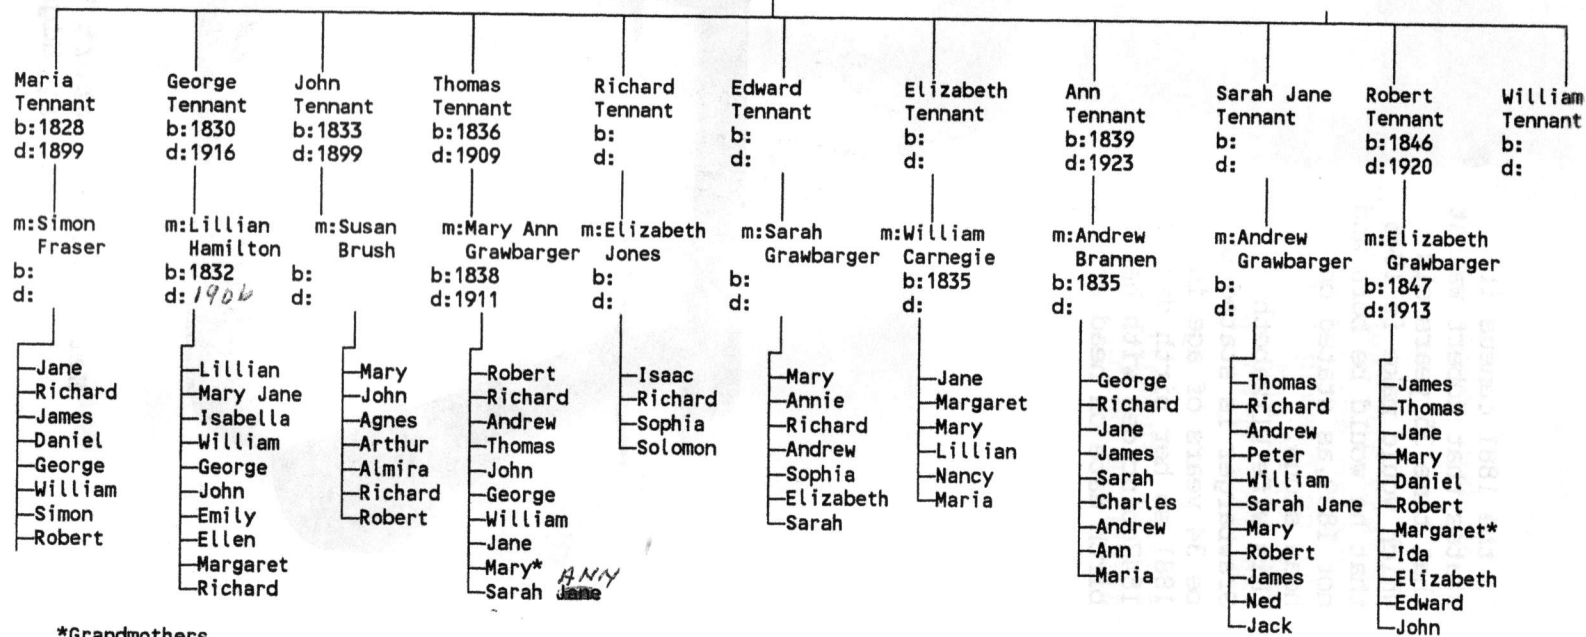 Maria
Tennant
b:1828
d:1899
George
Tennant
b:1830
d:1916
John
Tennant
b:1833
d:1899
Thomas
Tennant
b:1836
d:1909
Richard
Tennant
b:
d:
Edward
Tennant
b:
d:
Elizabeth
Tennant
b:
d:
Ann
Tennant
b:1839
d:1923
Sarah Jane
Tennant
b:
d:
Robert
Tennant
b:1846
d:1920
William
Tennant
b:
d:
m:Simon
Fraser
b:
d:
m:Lillian
Hamilton
b:1832
d:1906
m:Susan
Brush
b:
d:
m:Mary Ann
Grawbarger
b:1838
d:1911
m:Elizabeth
Jones
b:
d:
m:Sarah
Grawbarger
b:
d:
m:William
Carnegie
b:1835
d:
m:Andrew
Brannen
b:1835
d:
m:Andrew
Grawbarger
b:
d:
m:Elizabeth
Grawbarger
b:1847
d:1913
Jane
Richard
James
Daniel
George
William
Simon
Robert
Lillian
Mary Jane
Isabella
William
George
John
Emily
Ellen
Margaret
Richard
Mary
John
Agnes
Arthur
Almira
Richard
Robert
Robert
Richard
Andrew
Thomas
John
George
William
Jane
Mary*
Sarah Jane ANN
Isaac
Richard
Sophia
Solomon
Mary
Annie
Richard
Andrew
Sophia
Elizabeth
Sarah
Jane
Margaret
Mary
Lillian
Nancy
Maria
George
Richard
Jane
James
Sarah
Charles
Andrew
Ann
Maria
Thomas
Richard
Andrew
Peter
William
Sarah Jane
Mary
Robert
James
Ned
Jack
James
Thomas
Jane
Mary
Daniel
Robert
Margaret*
Ida
Elizabeth
Edward
John
*Grandmothers